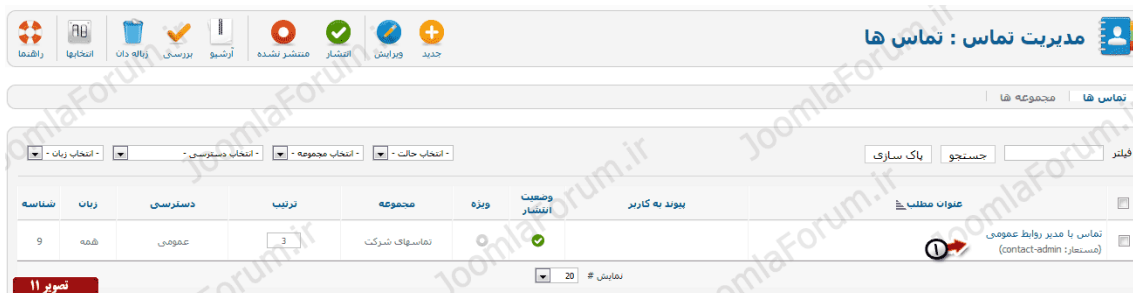 مدیریت تماس : تماس ها
جدید
ویرایش
انتشار
منتشر نشده
آرشیو
بررسی
زباله دان
انتخابها
راهنما
تماس ها
مجموعه ها
فیلتر
جستجو
پاک سازی
- انتخاب حالت -
- انتخاب مجموعه -
- انتخاب دسترسی -
- انتخاب زبان -
عنوان مطلب
پیوند به کاربر
وضعیت انتشار
ویژه
مجموعه
ترتیب
دسترسی
زبان
شناسه
تماس با مدیر روابط عمومی
(مستعار: contact-admin)
1
تماسهای شرکت
3
عمومی
همه
9
نمایش # 20
تصویر 11
JoomlaForum.ir